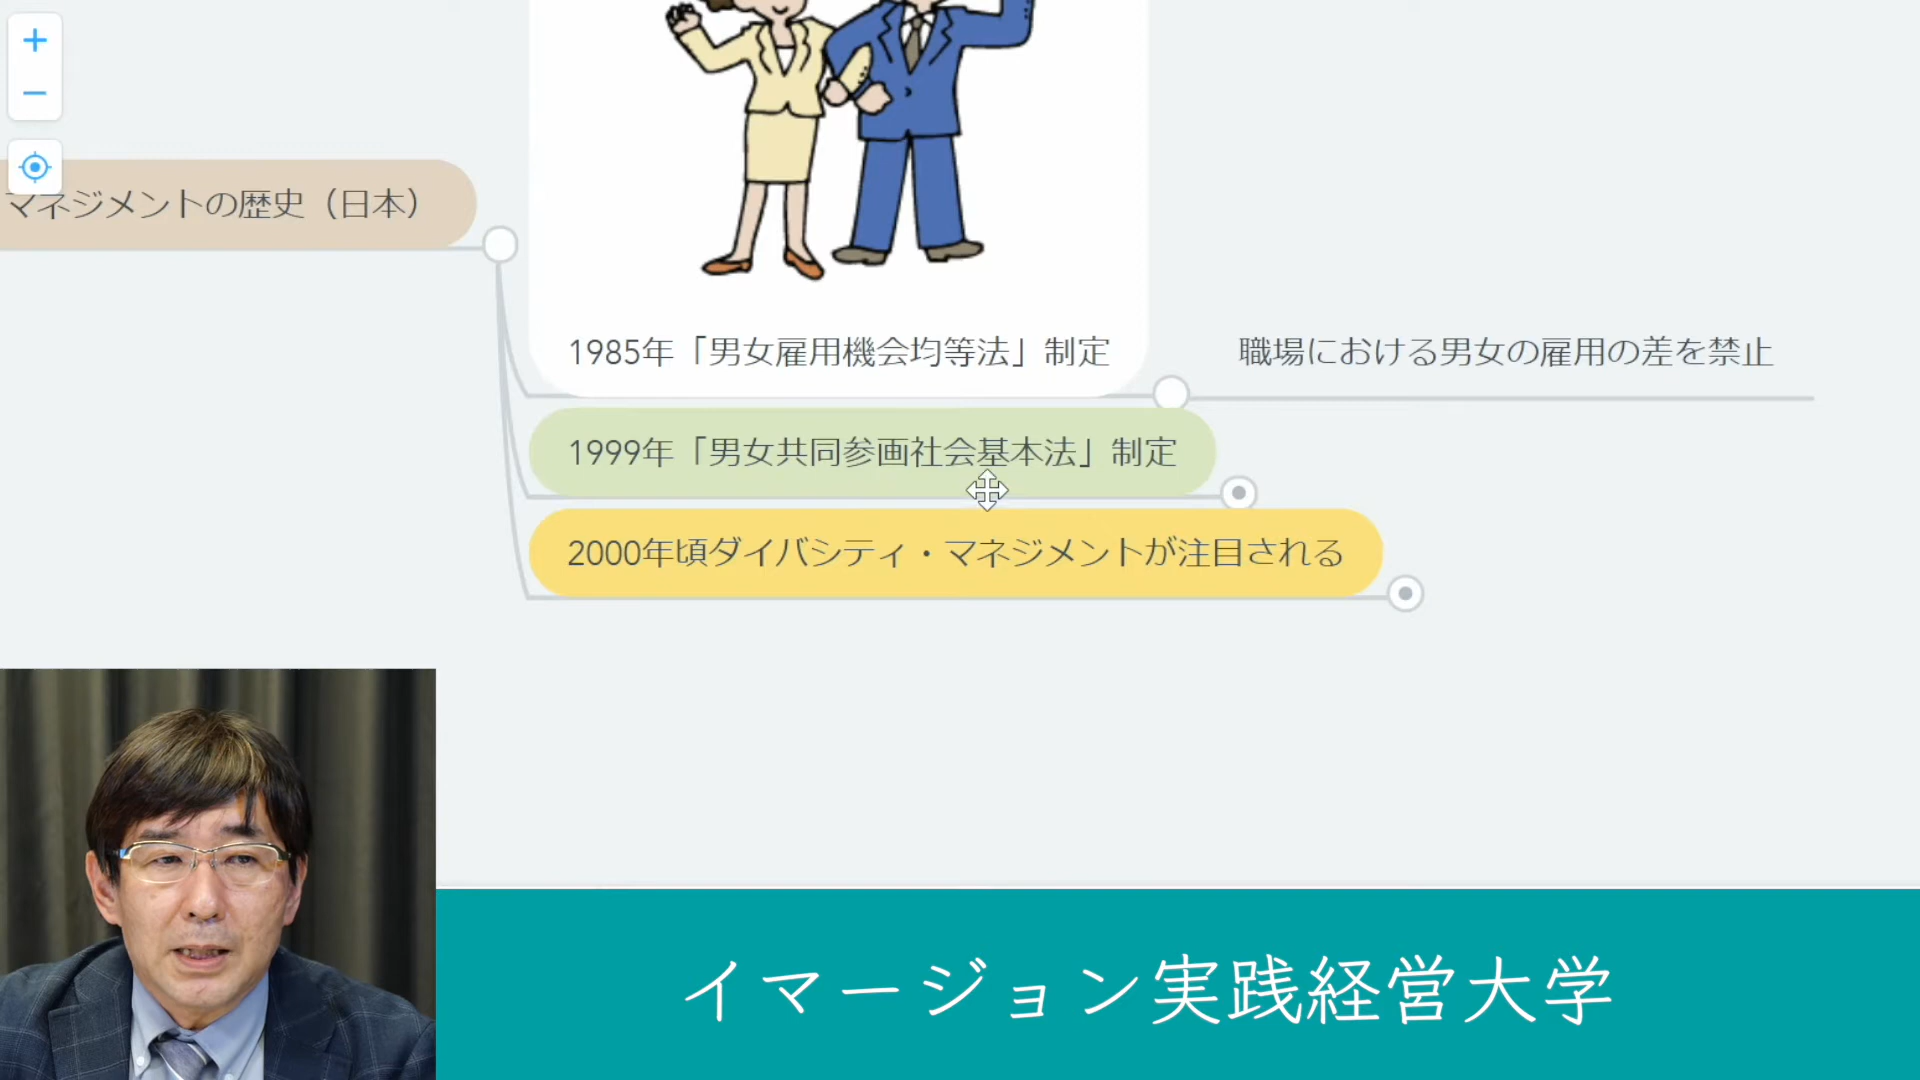 マネジメントの歴史（日本）
1985年「男女雇用機会均等法」制定
職場における男女の雇用の差を禁止
1999年「男女共同参画社会基本法」制定
2000年頃ダイバシティ・マネジメントが注目される
イマージョン実践経営大学